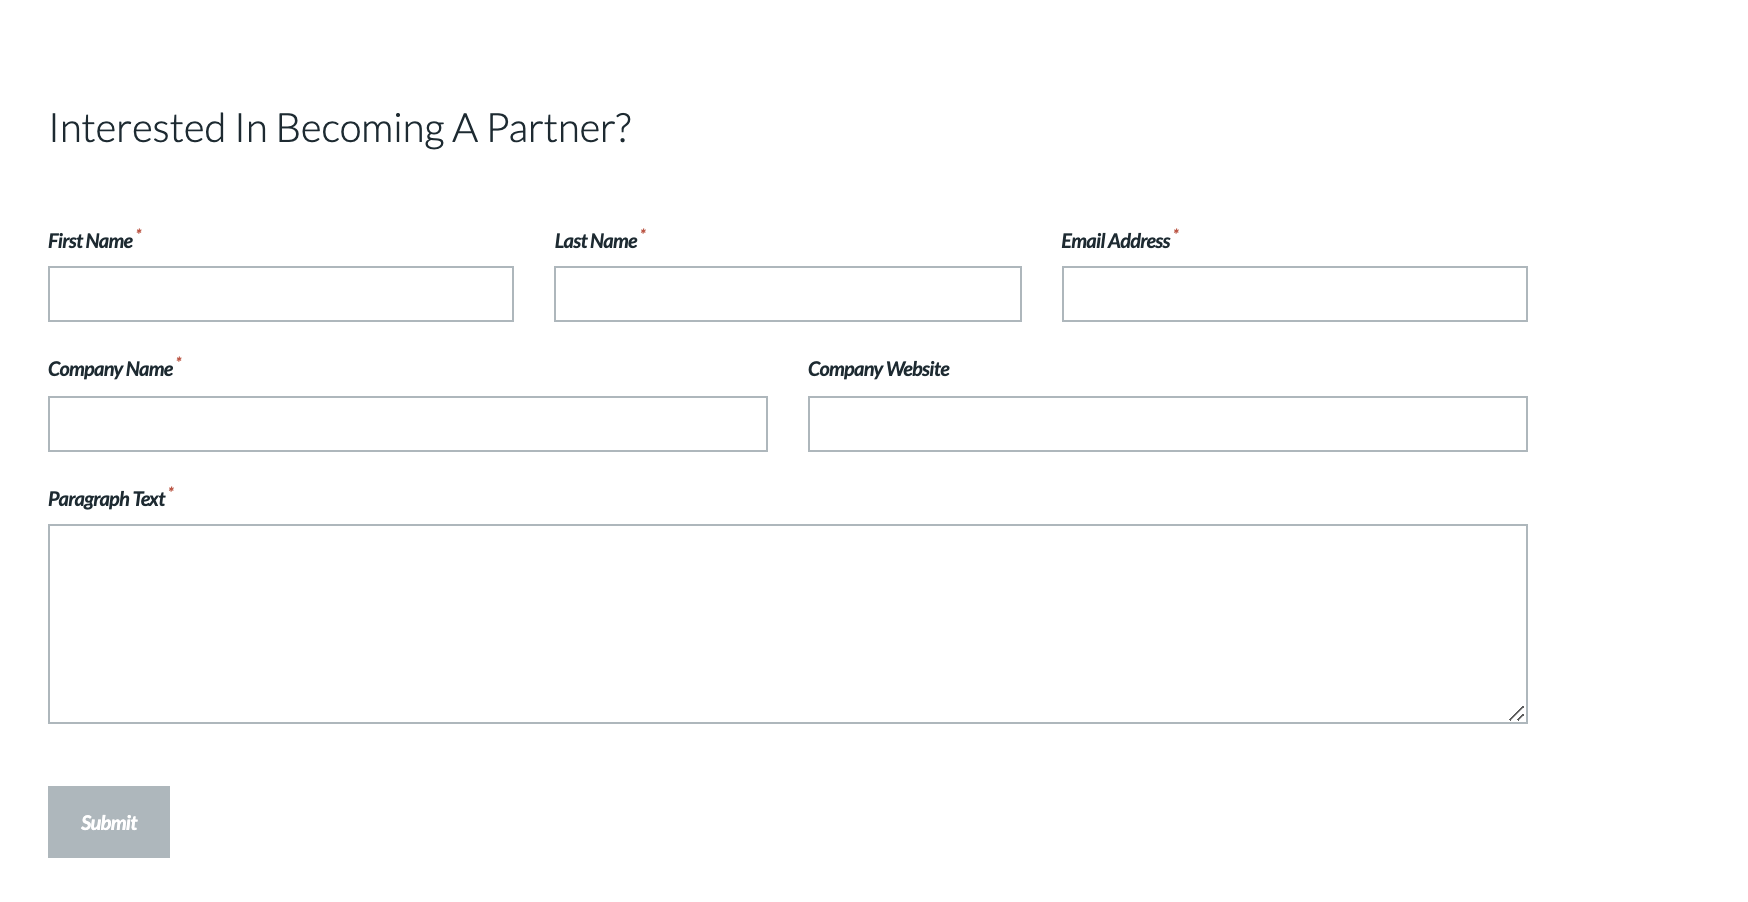 Interested In Becoming A Partner?
First Name * Last Name * Email Address *
Company Name * Company Website
Paragraph Text *
Submit